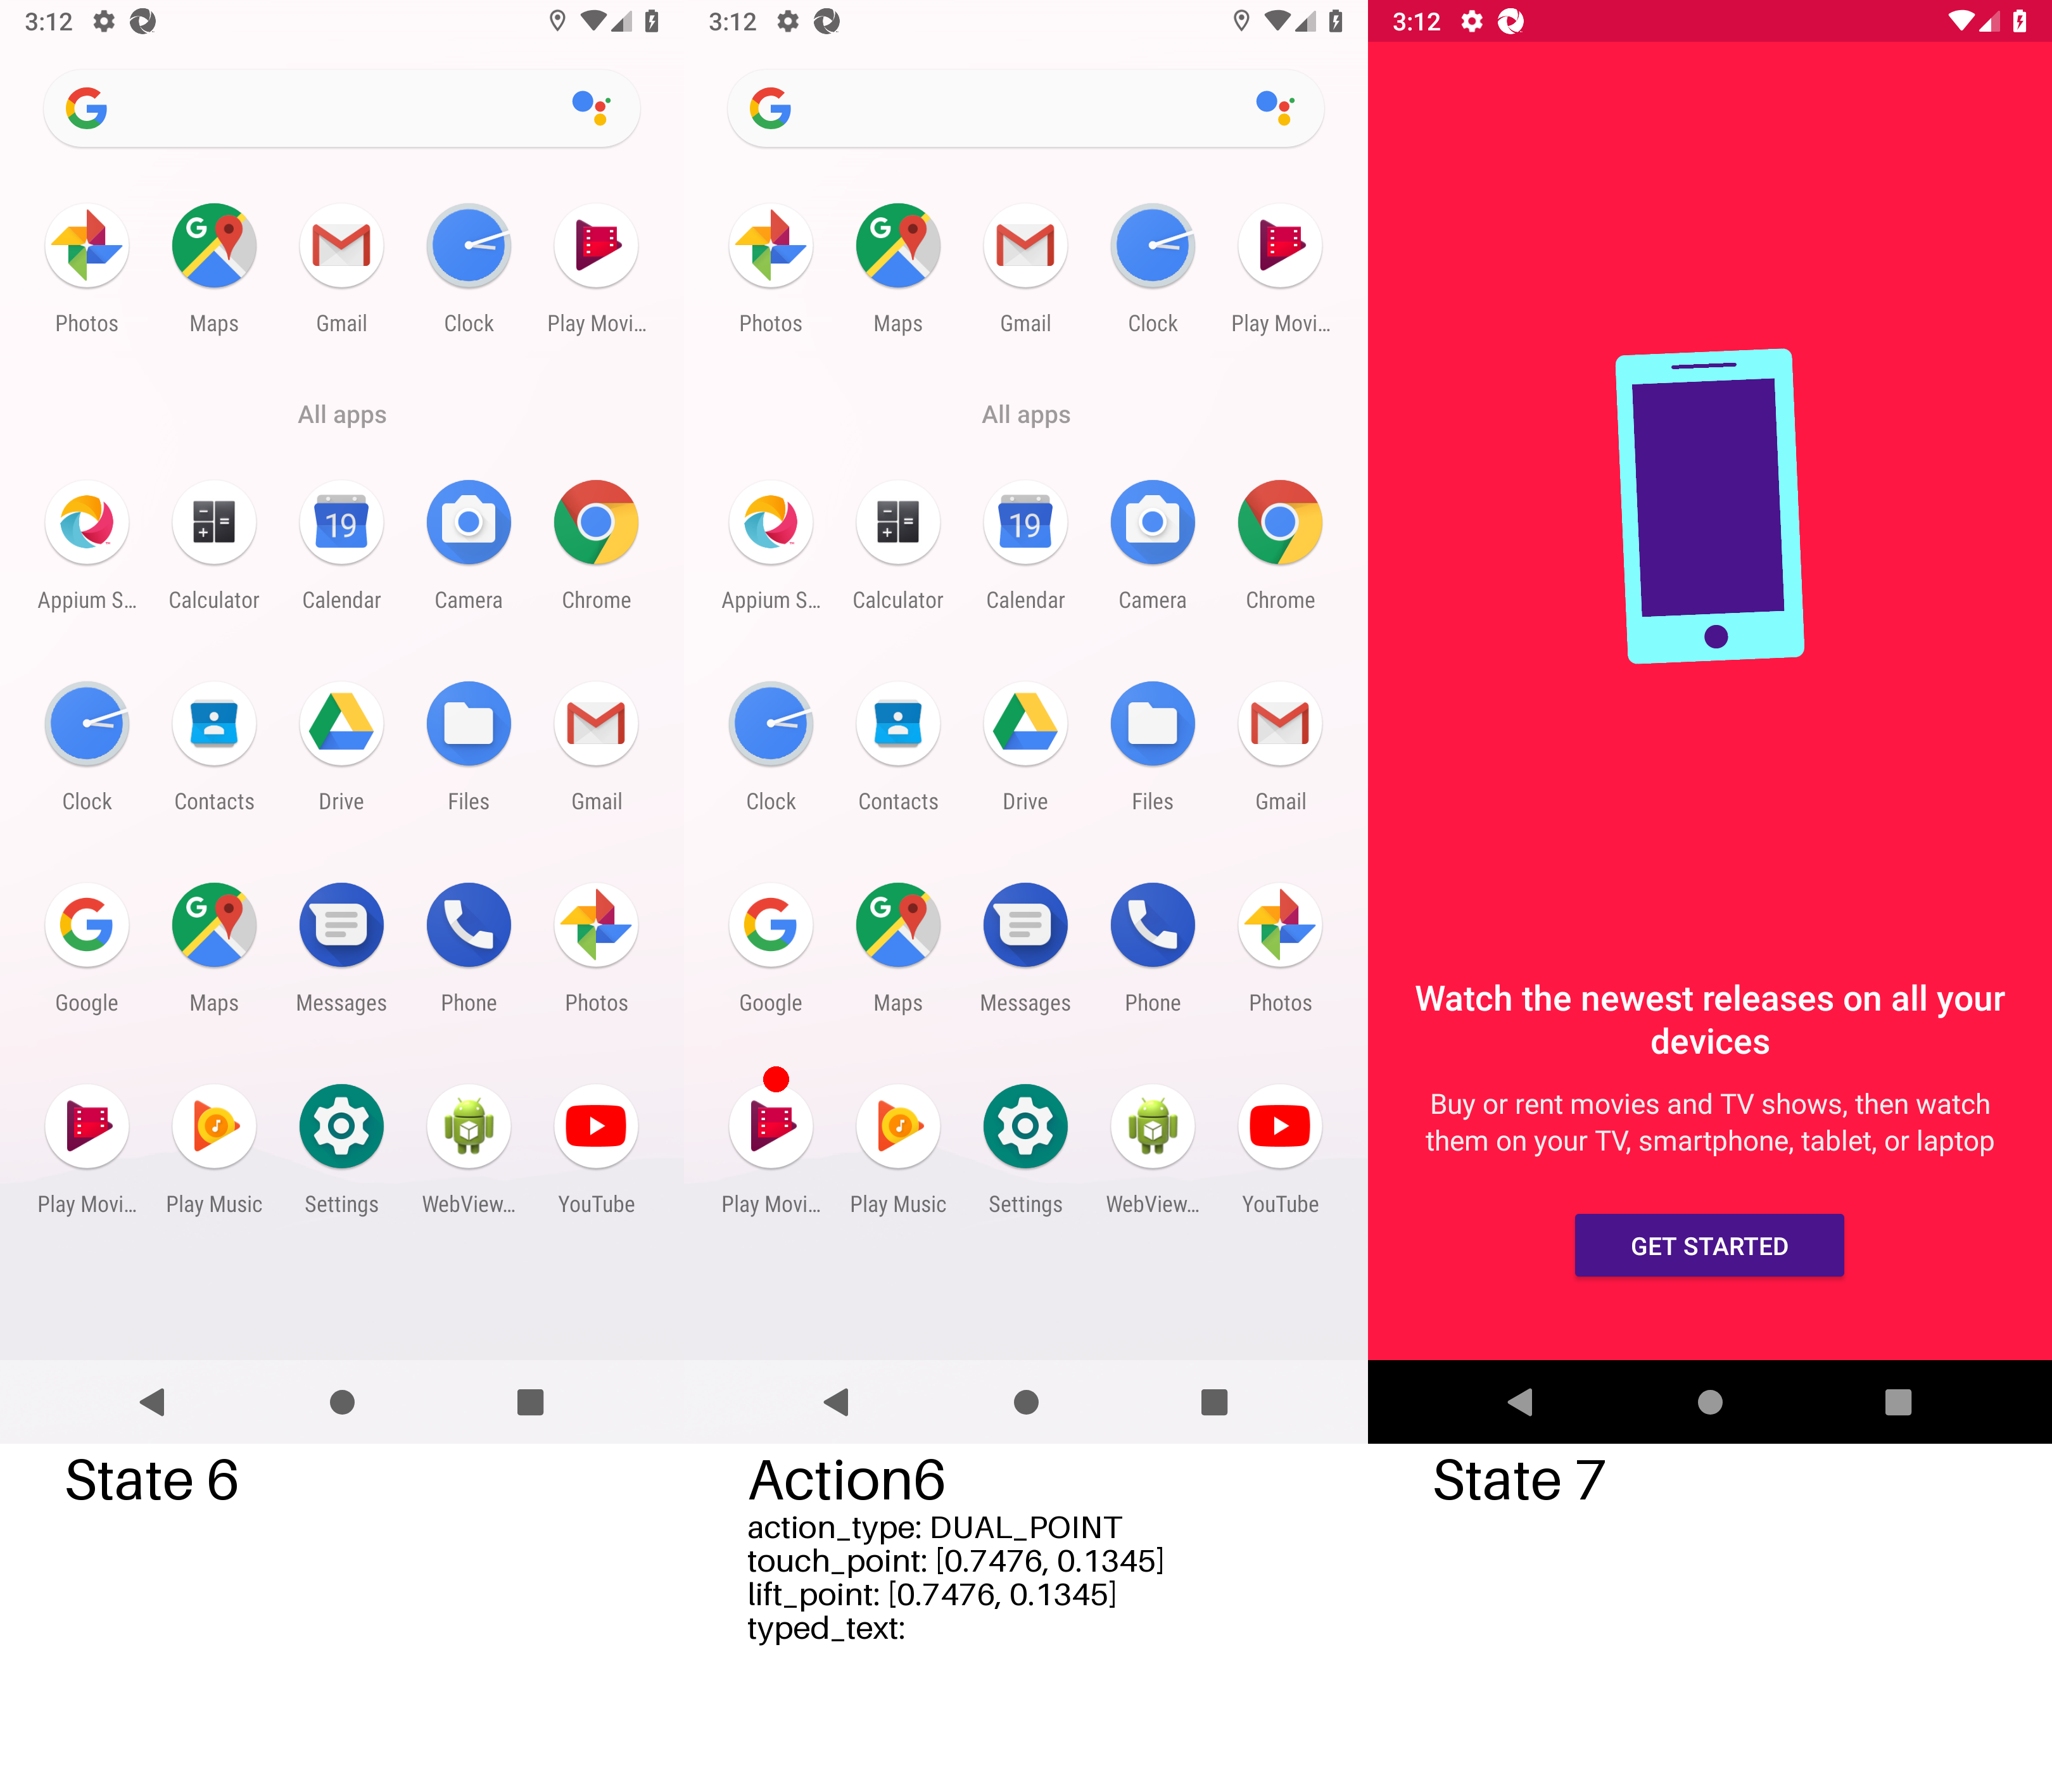 3:12
Photos
Maps
Gmail
Clock
Play Movi...
All apps
Appium S...
Calculator
19
Calendar
Camera
Chrome
Clock
Contacts
Drive
Files
Gmail
Google
Maps
Messages
Phone
Photos
Play Movi...
Play Music
Settings
WebView...
YouTube
State 6
3:12
Photos
Maps
Gmail
Clock
Play Movi...
All apps
Appium S...
Calculator
19
Calendar
Camera
Chrome
Clock
Contacts
Drive
Files
Gmail
Google
Maps
Messages
Phone
Photos
Play Movi...
Play Music
Settings
WebView...
YouTube
Action6
action_type: DUAL_POINT
touch_point: [0.7476, 0.1345]
lift_point: [0.7476, 0.1345]
typed_text:
3:12
Watch the newest releases on all your
devices
Buy or rent movies and TV shows, then watch
them on your TV, smartphone, tablet, or laptop
GET STARTED
State 7